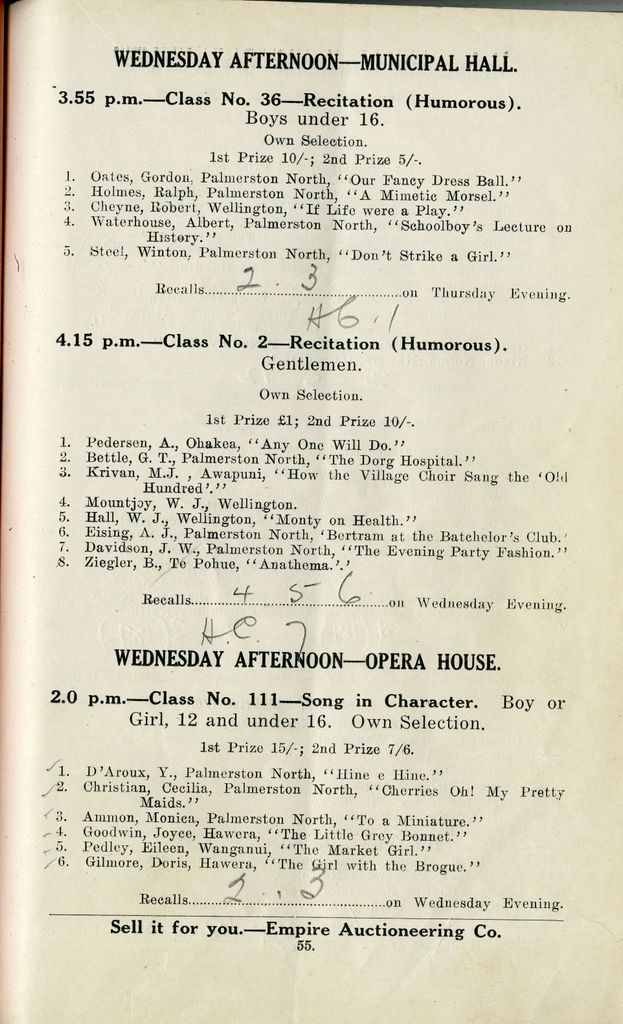 WEDNESDAY AFTERNOON—MUNICIPAL HALL.
3.55 p.m.—Class No. 36—Recitation (Humorous).
Boys under 16.
Own Selection.
1st Prize 10/-; 2nd Prize 5/-.
1. Oates, Gordon, Palmerston North, "Our Fancy Dress Ball."
2. Holmes, Ralph, Palmerston North, "A Mimetic Morsel."
3. Cheyne, Robert, Wellington, "If Life were a Play."
4. Waterhouse, Albert, Palmerston North, "Schoolboy's Lecture on
History."
5. Steel, Winton, Palmerston North, "Don't Strike a Girl."
Recalls.....2 . 3.....on Thursday Evening.
H C . 1
4.15 p.m.—Class No. 2—Recitation (Humorous).
Gentlemen.
Own Selection.
1st Prize £1; 2nd Prize 10/-.
1. Pedersen, A., Ohakea, "Any One Will Do."
2. Bettle, G. T., Palmerston North, "The Dorg Hospital."
3. Krivan, M.J. , Awapuni, "How the Village Choir Sang the 'Old
Hundred'."
4. Mountjoy, W. J., Wellington.
5. Hall, W. J., Wellington, "Monty on Health."
6. Eising, A. J., Palmerston North, 'Bertram at the Batchelor's Club.'
7. Davidson, J. W., Palmerston North, "The Evening Party Fashion."
8. Ziegler, B., Te Pohue, "Anathema.'.'
Recalls.....4 5 6.....on Wednesday Evening.
H.C. 7
WEDNESDAY AFTERNOON—OPERA HOUSE.
2.0 p.m.—Class No. 111—Song in Character. Boy or
Girl, 12 and under 16. Own Selection.
1st Prize 15/-; 2nd Prize 7/6.
1. D'Aroux, Y., Palmerston North, "Hine e Hine."
2. Christian, Cecilia, Palmerston North, "Cherries Oh! My Pretty
Maids."
3. Ammon, Monica, Palmerston North, "To a Miniature."
4. Goodwin, Joyce, Hawera, "The Little Grey Bonnet."
5. Pedley, Eileen, Wanganui, "The Market Girl."
6. Gilmore, Doris, Hawera, "The Girl with the Brogue."
Recalls.....2 . 3.....on Wednesday Evening.
Sell it for you.—Empire Auctioneering Co.
55.